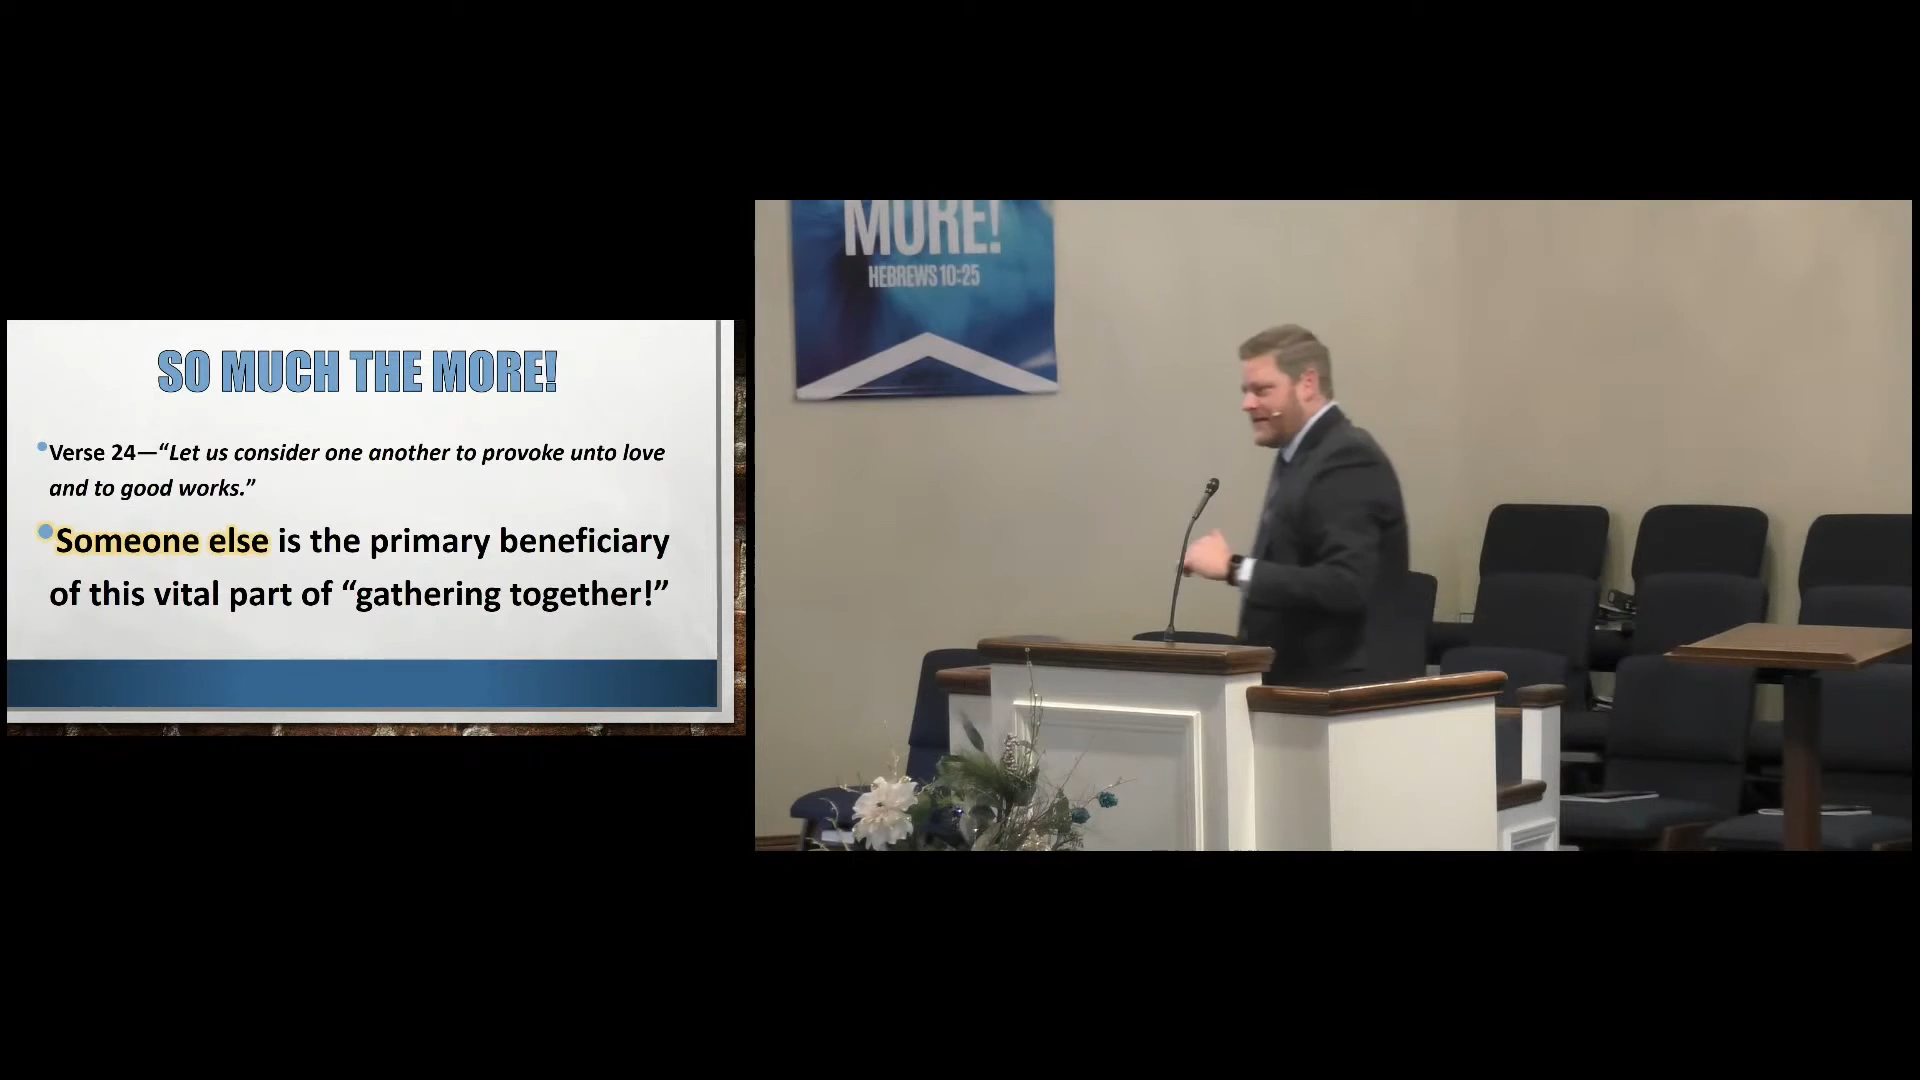 SO MUCH THE MORE!
Verse 24—“Let us consider one another to provoke unto love
and to good works.”
Someone else is the primary beneficiary
of this vital part of “gathering together!”
MORE!
HEBREWS 10:25